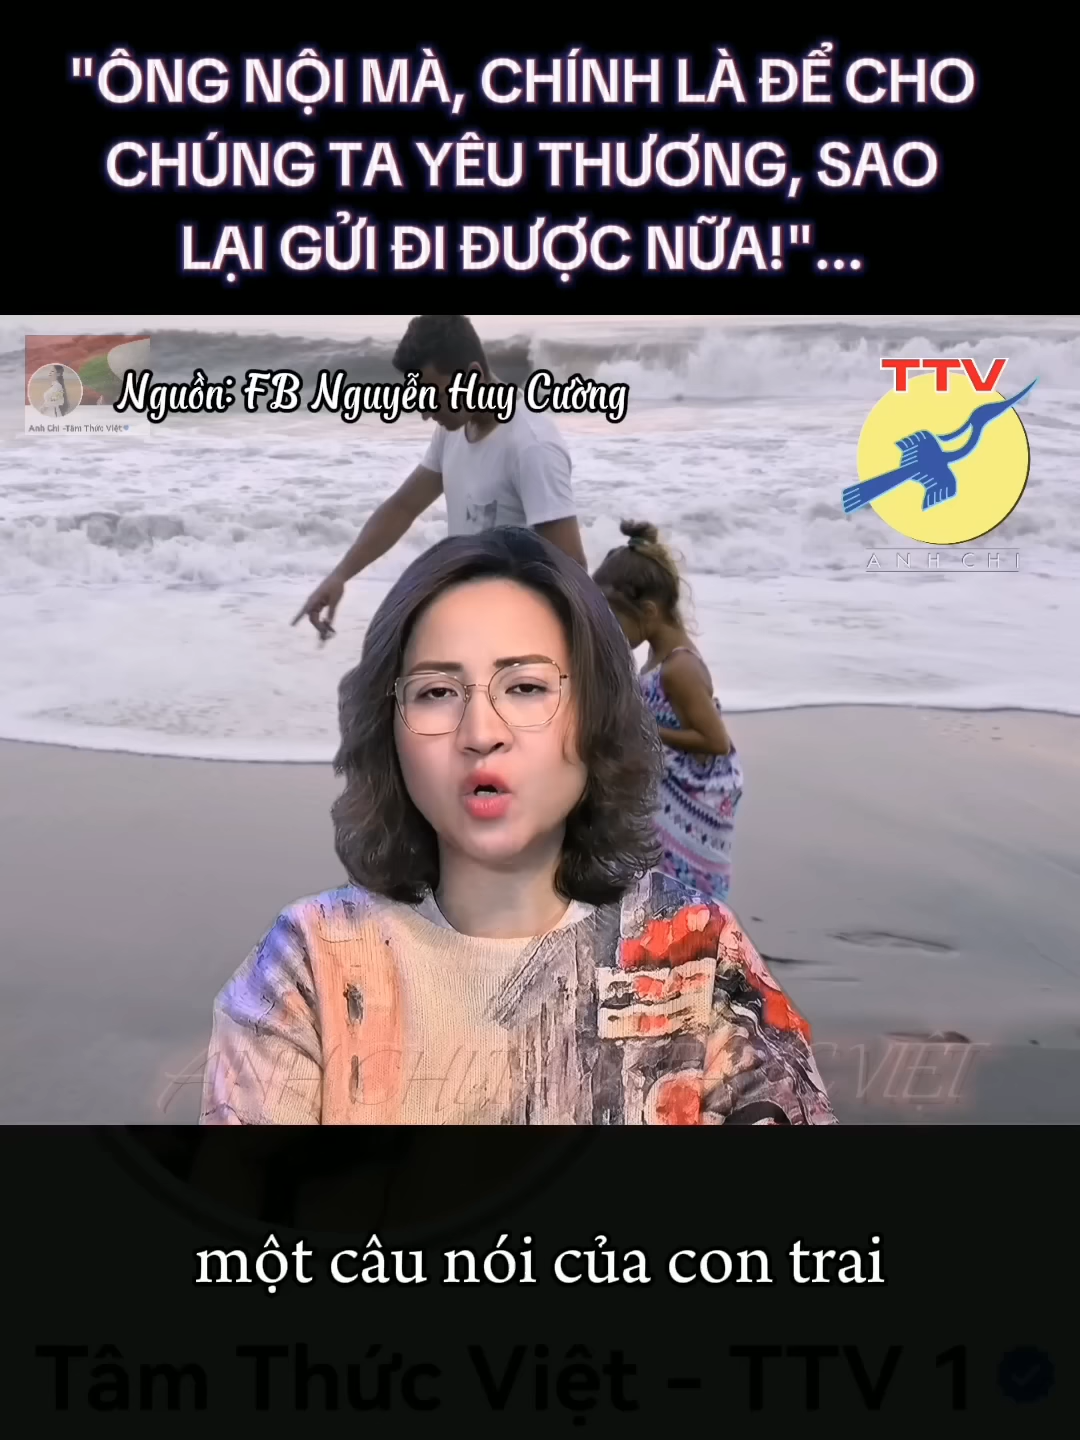 "ÔNG NỘI MÀ, CHÍNH LÀ ĐỂ CHO
CHÚNG TA YÊU THƯƠNG, SAO
LẠI GỬI ĐI ĐƯỢC NỮA!"...
Nguồn: FB Nguyễn Huy Cường
Anh Chi -Tâm Thức Việt
TTV
ANH CHI
một câu nói của con trai
Tâm Thức Việt - TTV 1